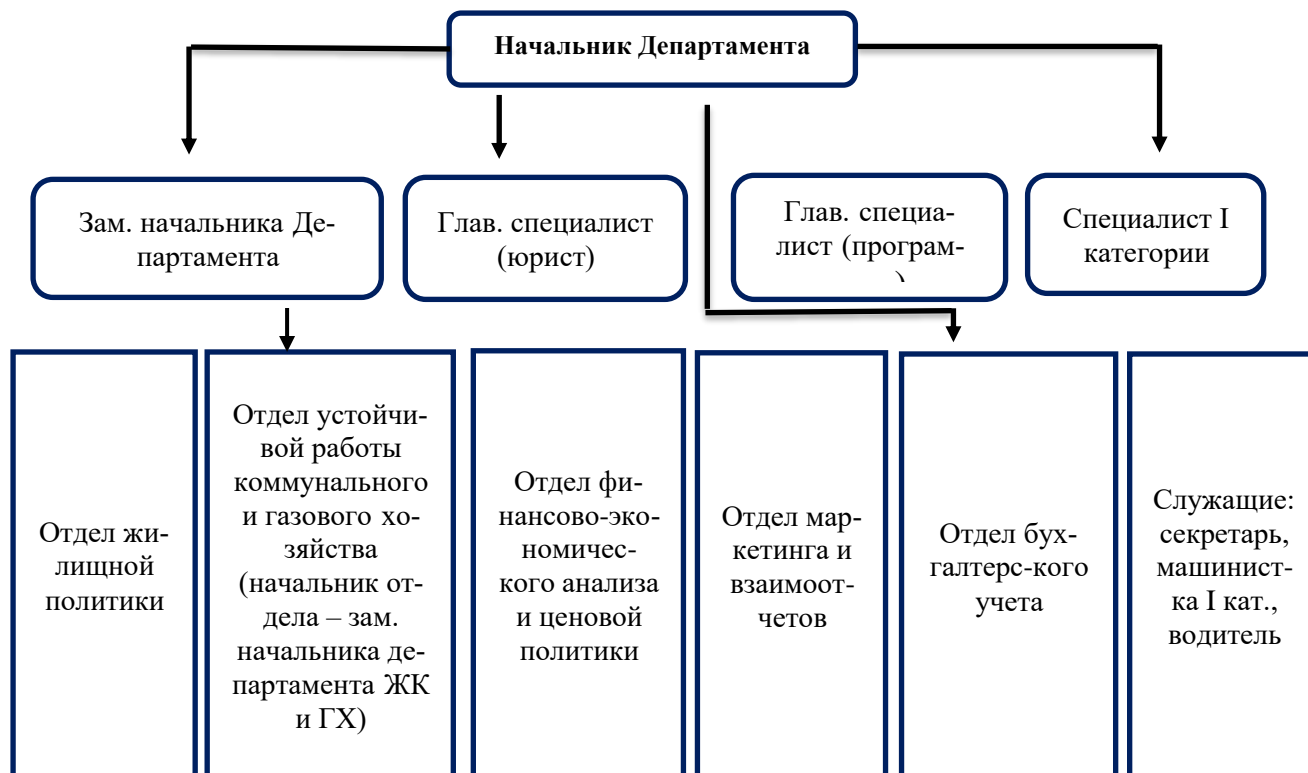 Начальник Департамента
Зам. начальника Де-
партамента
Глав. специалист
(юрист)
Глав. специа-
лист (програм-
)
Специалист I
категории
Отдел жи-
лищной
политики
Отдел устойчи-
вой работы
коммунального
и газового хо-
зяйства
(начальник от-
дела – зам.
начальника де-
партамента ЖК
и ГХ)
Отдел фи-
нансово-эко-
номичес-
кого анализа
и ценовой
политики
Отдел мар-
кетинга и
взаимоот-
четов
Отдел бух-
галтерс-кого
учета
Служащие:
секретарь,
машинист-
ка I кат.,
водитель